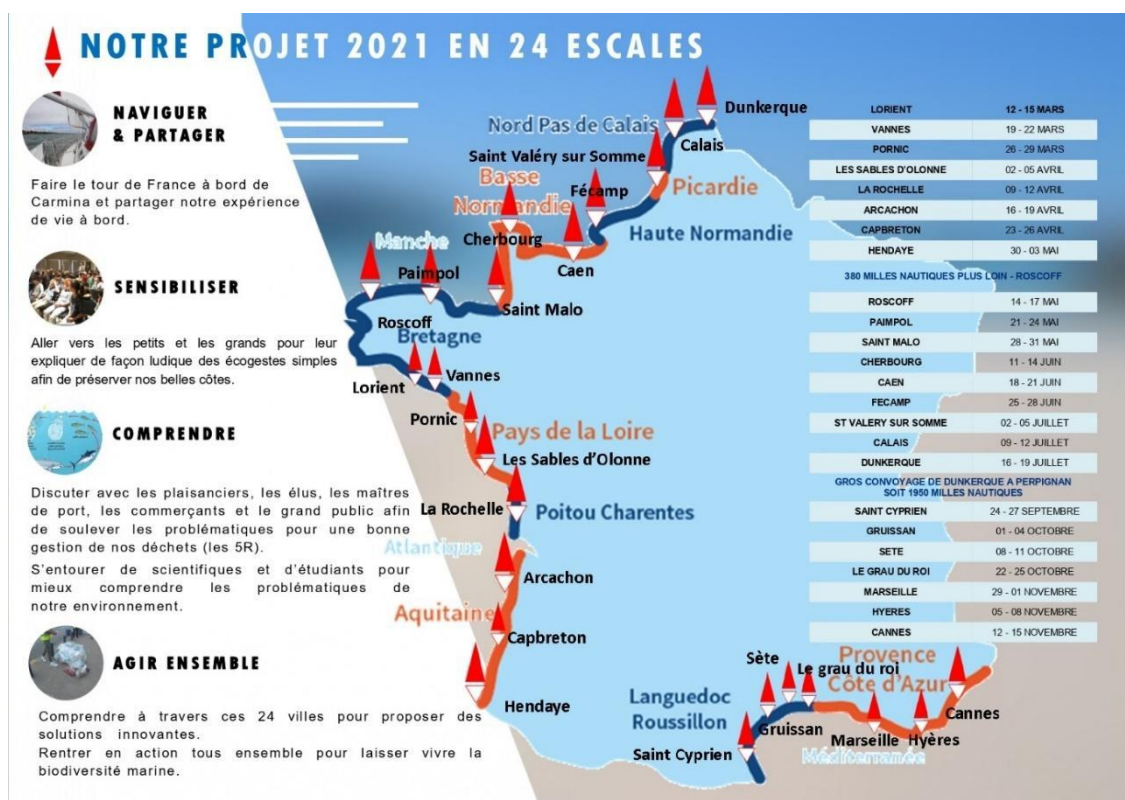 NOTRE PROJET 2021 EN 24 ESCALES
NAVIGUER
& PARTAGER
Faire le tour de France à bord de
Carmina et partager notre expérience
de vie à bord.
SENSIBILISER
Aller vers les petits et les grands pour leur
expliquer de façon ludique des écogestes simples
afin de préserver nos belles côtes.
COMPRENDRE
Discuter avec les plaisanciers, les élus, les maîtres
de port, les commerçants et le grand public afin
de soulever les problématiques pour une bonne
gestion de nos déchets (les 5R).
S'entourer de scientifiques et d'étudiants pour
mieux comprendre les problématiques de
notre environnement.
AGIR ENSEMBLE
Comprendre à travers ces 24 villes pour proposer des
solutions innovantes.
Rentrer en action tous ensemble pour laisser vivre la
biodiversité marine.
Dunkerque
Nord Pas de Calais
Calais
Saint Valéry sur Somme
Basse
Normandie
Fécamp
Picardie
Haute Normandie
Manche
Cherbourg
Caen
Paimpol
Saint Malo
Roscoff
Bretagne
Vannes
Lorient
Pornic
Pays de la Loire
Les Sables d'Olonne
La Rochelle
Poitou Charentes
Atlantique
Arcachon
Aquitaine
Capbreton
Hendaye
Sète
Le grau du roi
Provence
Côte d'Azur
Languedoc
Roussillon
Gruissan
Cannes
Marseille
Hyères
Saint Cyprien
Méditerranée
LORIENT 12 - 15 MARS
VANNES 19 - 22 MARS
PORNIC 26 - 29 MARS
LES SABLES D'OLONNE 02 - 05 AVRIL
LA ROCHELLE 09 - 12 AVRIL
ARCACHON 16 - 19 AVRIL
CAPBRETON 23 - 26 AVRIL
HENDAYE 30 - 03 MAI
380 MILLES NAUTIQUES PLUS LOIN - ROSCOFF
ROSCOFF 14 - 17 MAI
PAIMPOL 21 - 24 MAI
SAINT MALO 28 - 31 MAI
CHERBOURG 11 - 14 JUIN
CAEN 18 - 21 JUIN
FECAMP 25 - 28 JUIN
ST VALERY SUR SOMME 02 - 05 JUILLET
CALAIS 09 - 12 JUILLET
DUNKERQUE 16 - 19 JUILLET
GROS CONVOYAGE DE DUNKERQUE A PERPIGNAN
SOIT 1950 MILLES NAUTIQUES
SAINT CYPRIEN 24 - 27 SEPTEMBRE
GRUISSAN 01 - 04 OCTOBRE
SETE 08 - 11 OCTOBRE
LE GRAU DU ROI 22 - 25 OCTOBRE
MARSEILLE 29 - 01 NOVEMBRE
HYERES 05 - 08 NOVEMBRE
CANNES 12 - 15 NOVEMBRE